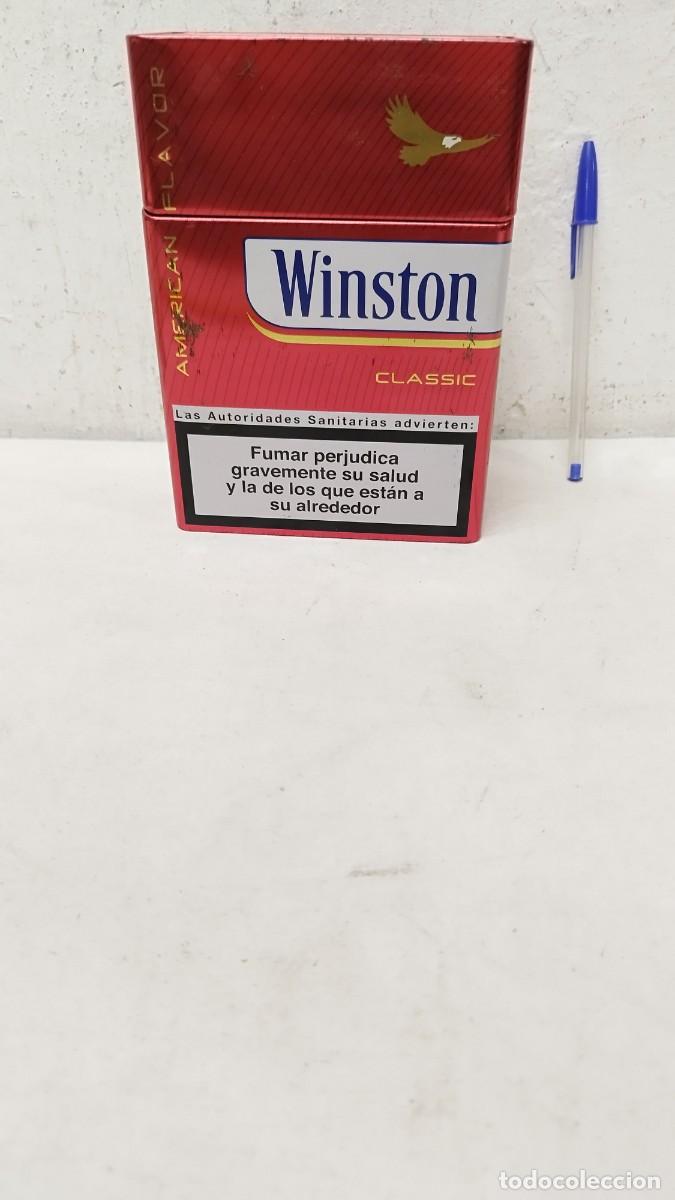 AMERICAN FLAVOR
Winston
CLASSIC
Las Autoridades Sanitarias advierten:
Fumar perjudica
gravemente su salud
y la de los que están a
su alrededor
todocoleccion